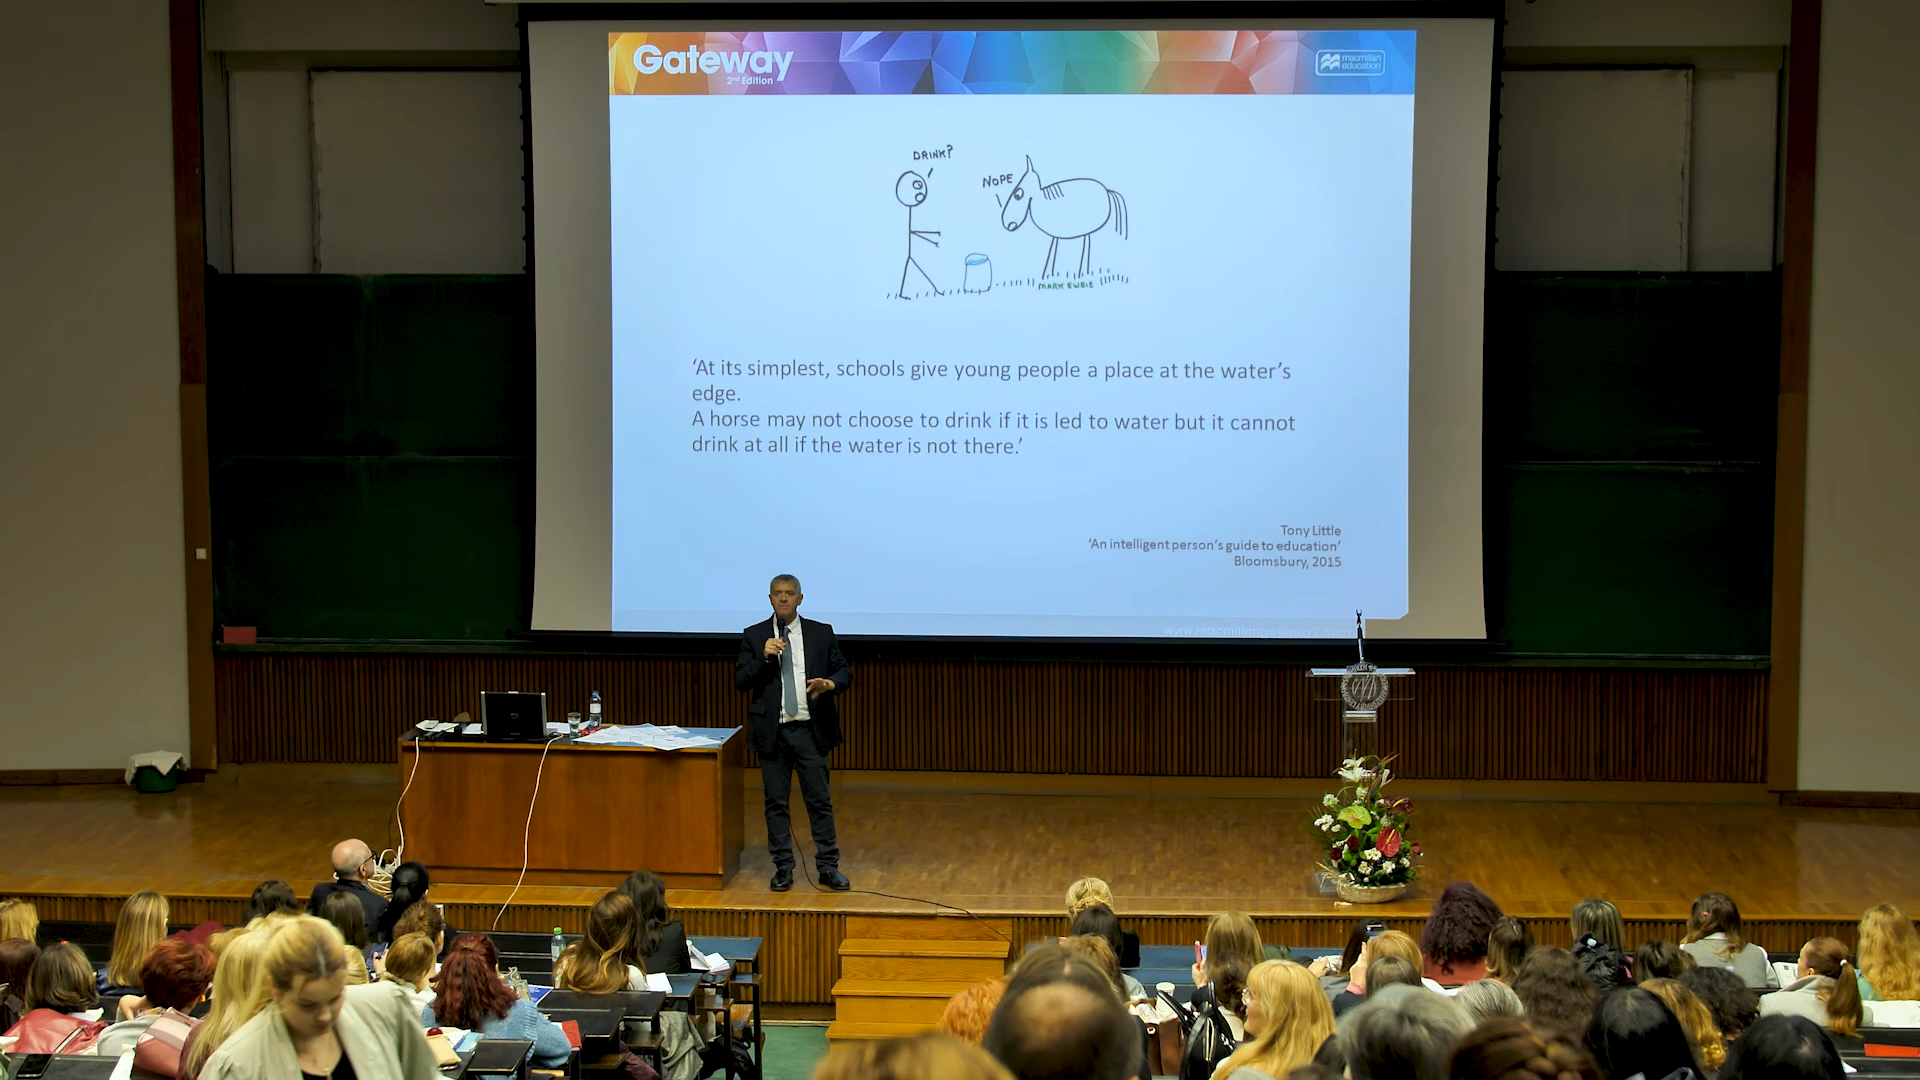 Gateway
2nd Edition
macmillan
education
DRINK?
NOPE
MARK EWBIE
‘At its simplest, schools give young people a place at the water’s
edge.
A horse may not choose to drink if it is led to water but it cannot
drink at all if the water is not there.’
Tony Little
‘An intelligent person’s guide to education’
Bloomsbury, 2015